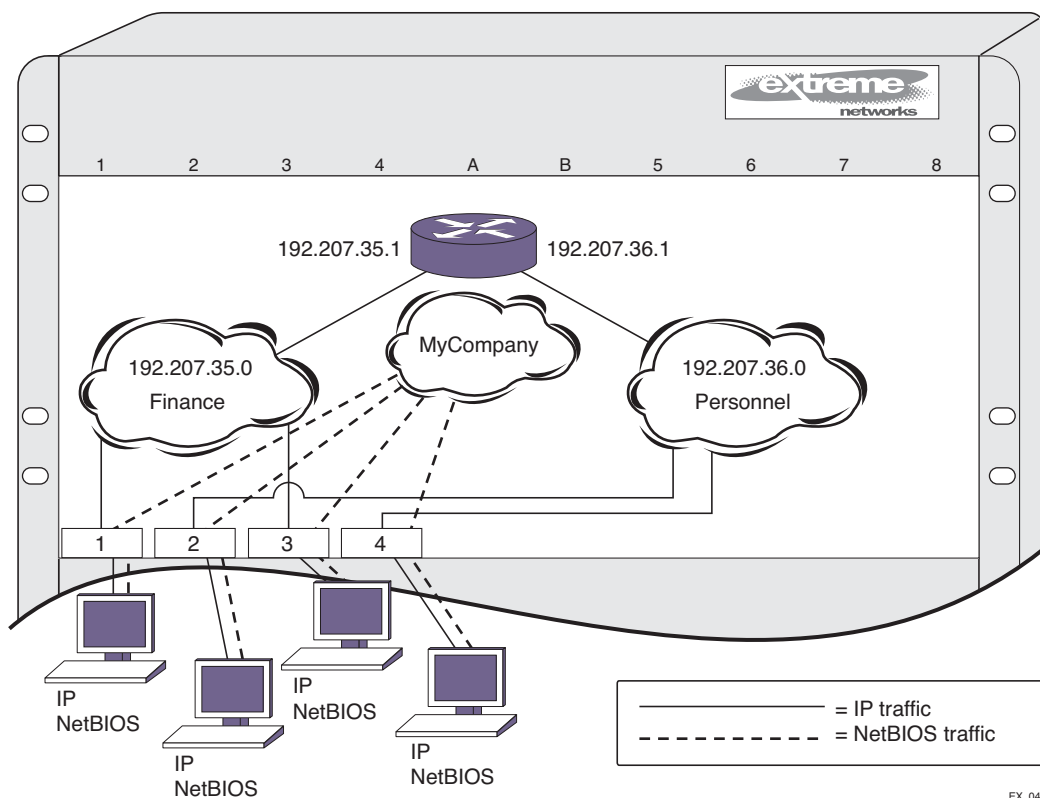 extreme
networks
1 2 3 4 A B 5 6 7 8
192.207.35.1
192.207.36.1
192.207.35.0
Finance
MyCompany
192.207.36.0
Personnel
1 2 3 4
IP
NetBIOS
IP
NetBIOS
IP
NetBIOS
IP
NetBIOS
= IP traffic
= NetBIOS traffic